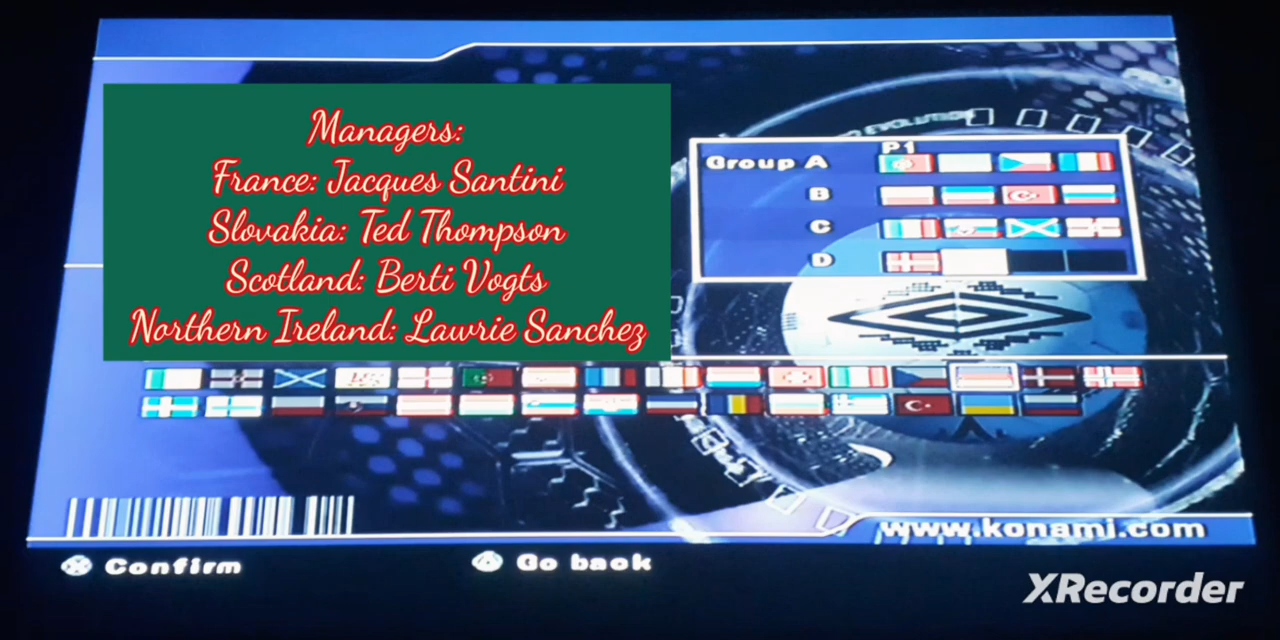 Managers:
France: Jacques Santini
Slovakia: Ted Thompson
Scotland: Berti Vogts
Northern Ireland: Lawrie Sanchez
EVOLUTION
P1
Group A
B
C
D
www.konami.com
Confirm
Go back
XRecorder